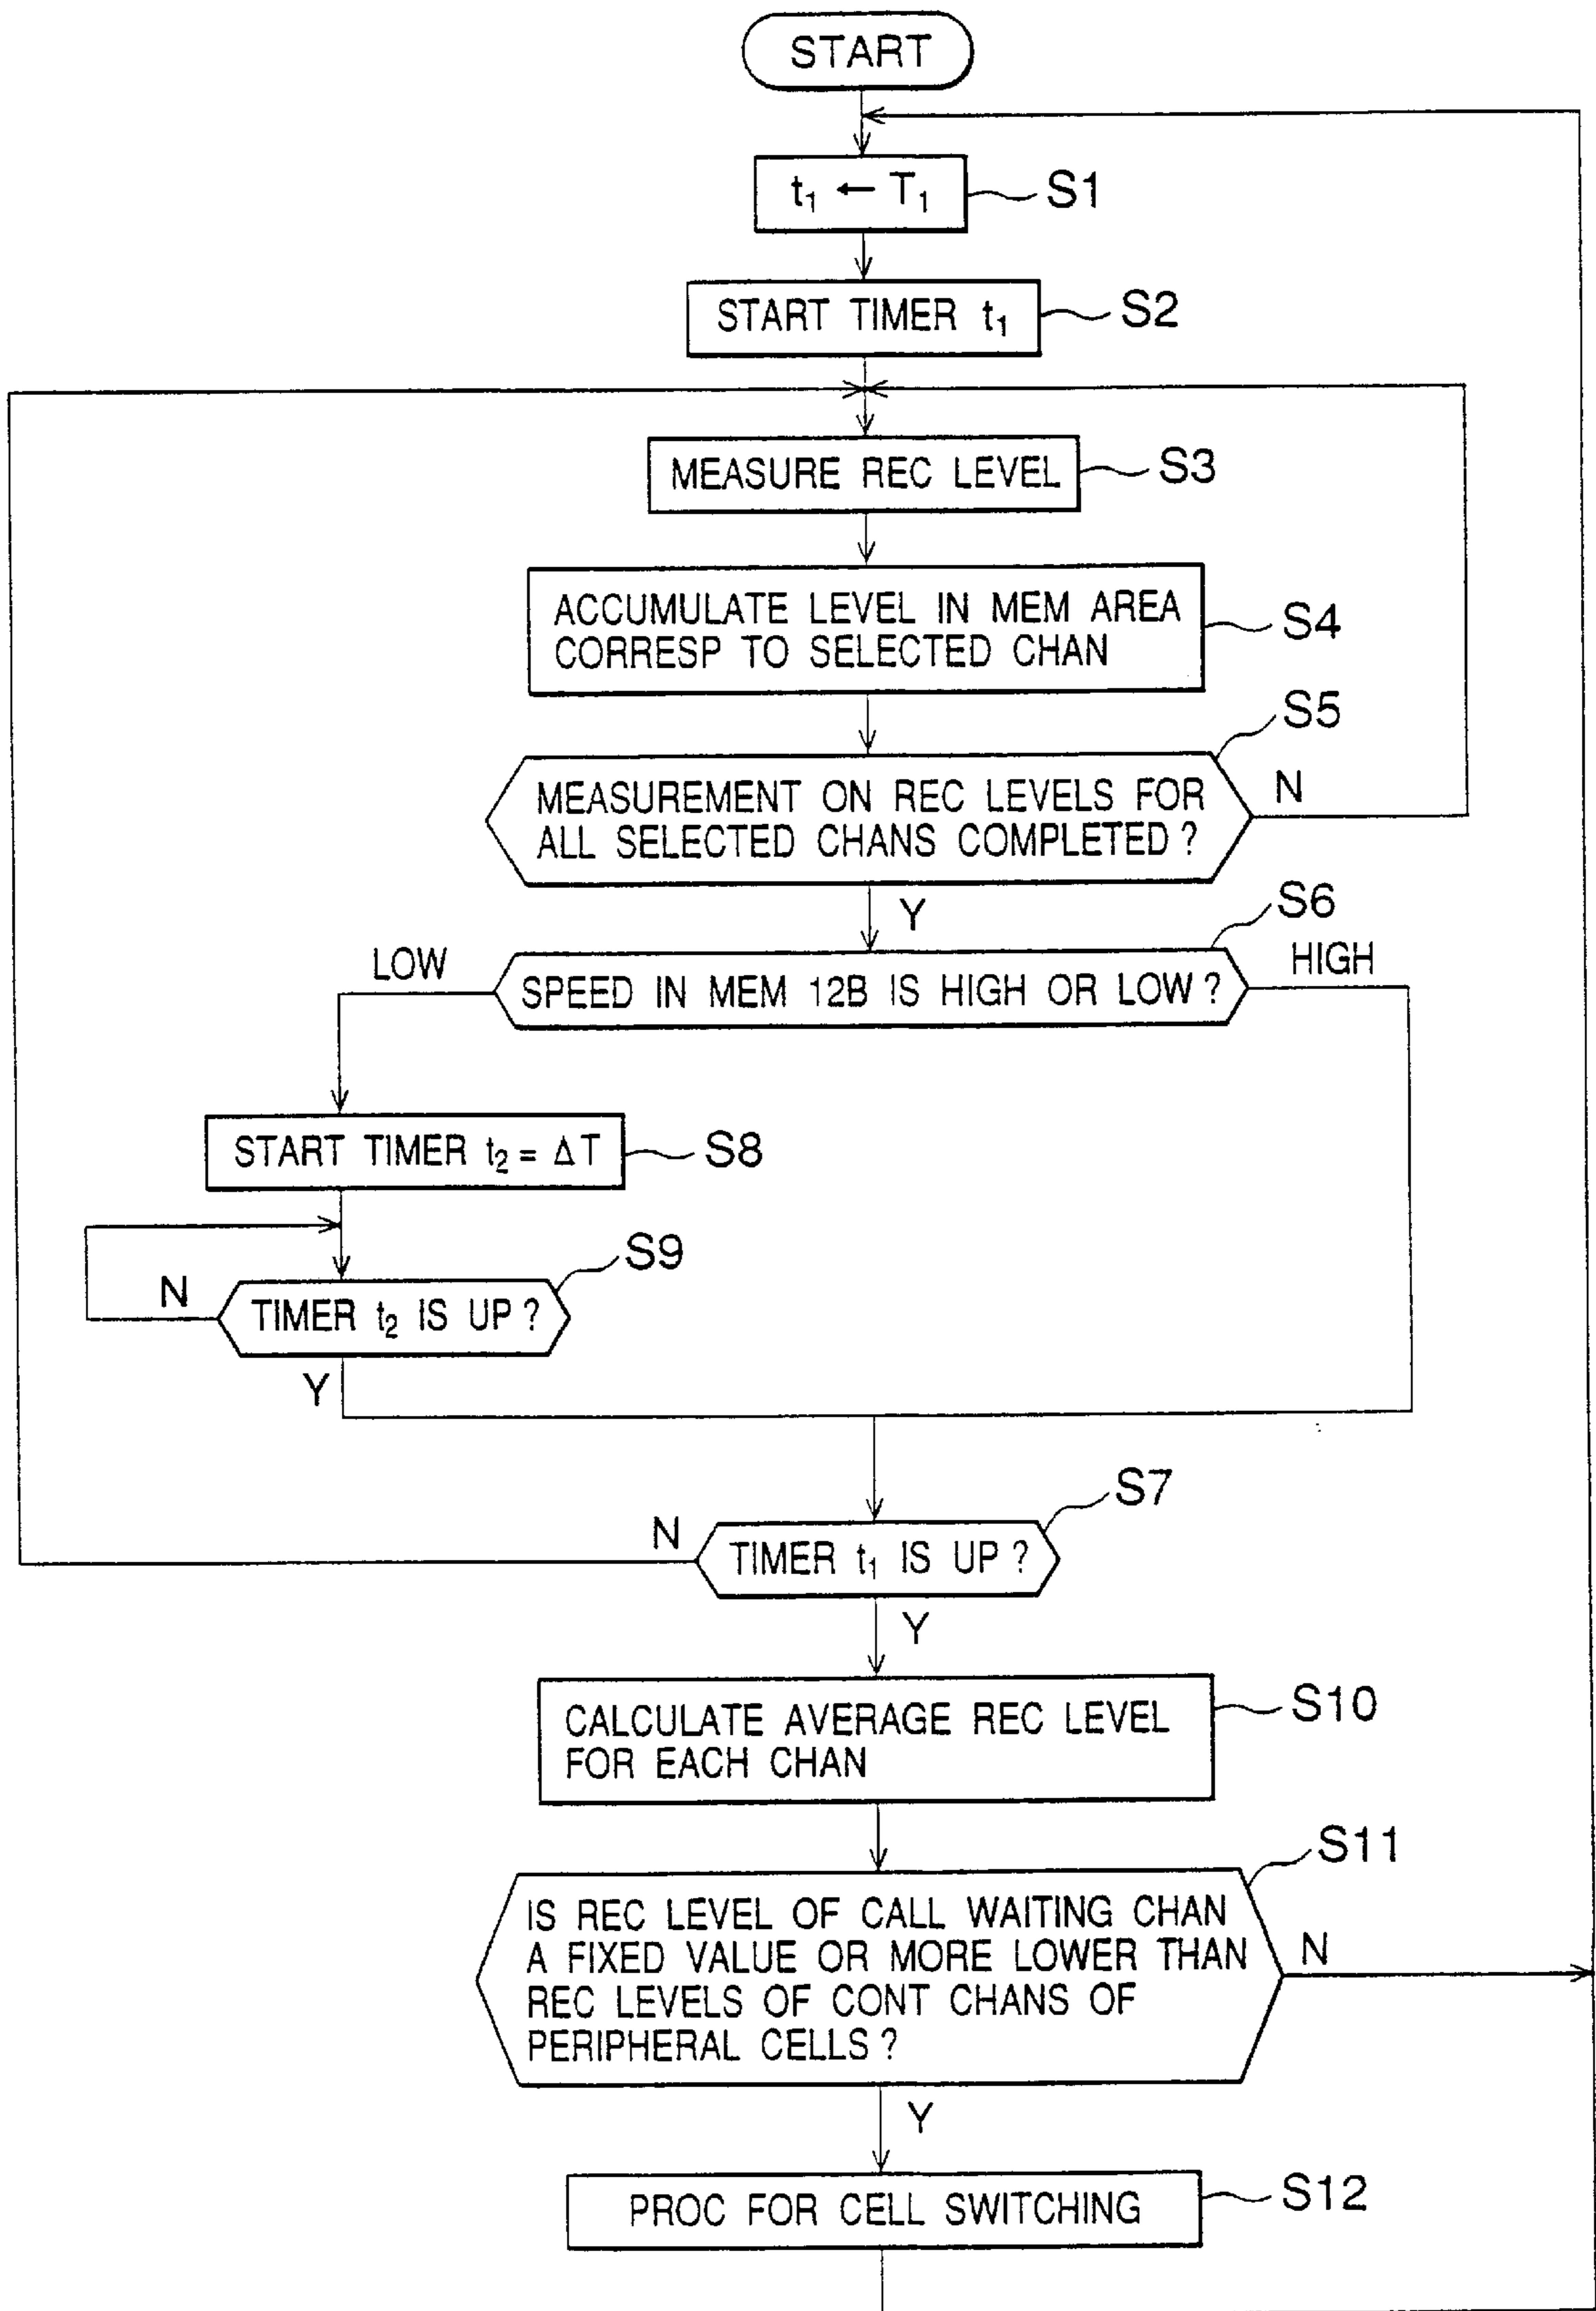 START
t₁ ← T₁
S1
START TIMER t₁
S2
MEASURE REC LEVEL
S3
ACCUMULATE LEVEL IN MEM AREA
CORRESP TO SELECTED CHAN
S4
S5
MEASUREMENT ON REC LEVELS FOR
ALL SELECTED CHANS COMPLETED ?
N
Y
S6
LOW
SPEED IN MEM 12B IS HIGH OR LOW ?
HIGH
START TIMER t₂ = ΔT
S8
S9
N
TIMER t₂ IS UP ?
Y
S7
N
TIMER t₁ IS UP ?
Y
CALCULATE AVERAGE REC LEVEL
FOR EACH CHAN
S10
S11
IS REC LEVEL OF CALL WAITING CHAN
A FIXED VALUE OR MORE LOWER THAN
REC LEVELS OF CONT CHANS OF
PERIPHERAL CELLS ?
N
Y
PROC FOR CELL SWITCHING
S12